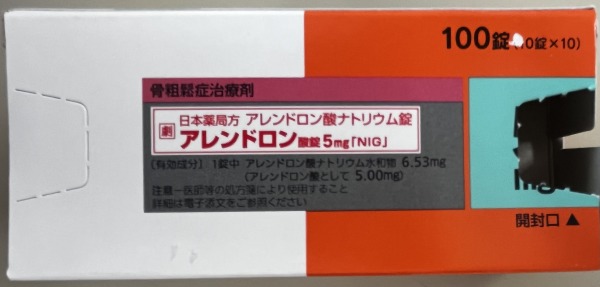 100錠(10錠×10)
骨粗鬆症治療剤
劇
日本薬局方 アレンドロン酸ナトリウム錠
アレンドロン酸錠5mg「NIG」
〔有効成分〕1錠中 アレンドロン酸ナトリウム水和物 6.53mg
(アレンドロン酸として 5.00mg)
注意-医師等の処方箋により使用すること
詳細は電子添文をご参照ください
開封口▲